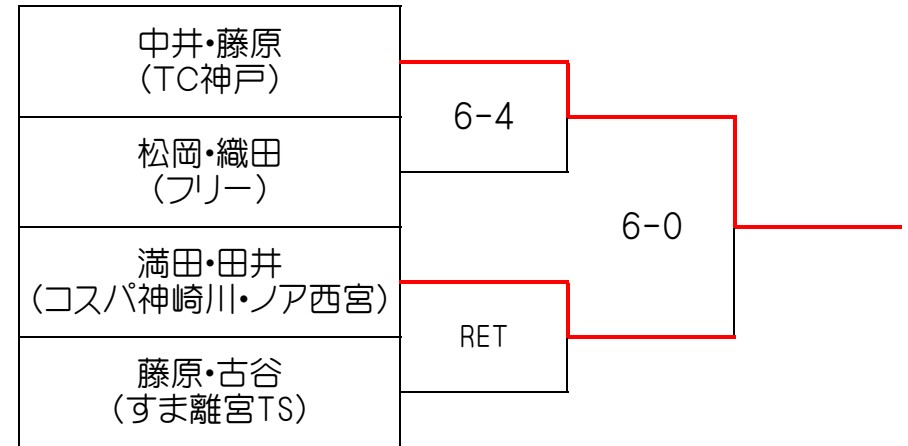 中井・藤原
(TC神戸)
6-4
松岡・織田
(フリー)
6-0
満田・田井
(コスパ神崎川・ノア西宮)
RET
藤原・古谷
(すま離宮TS)